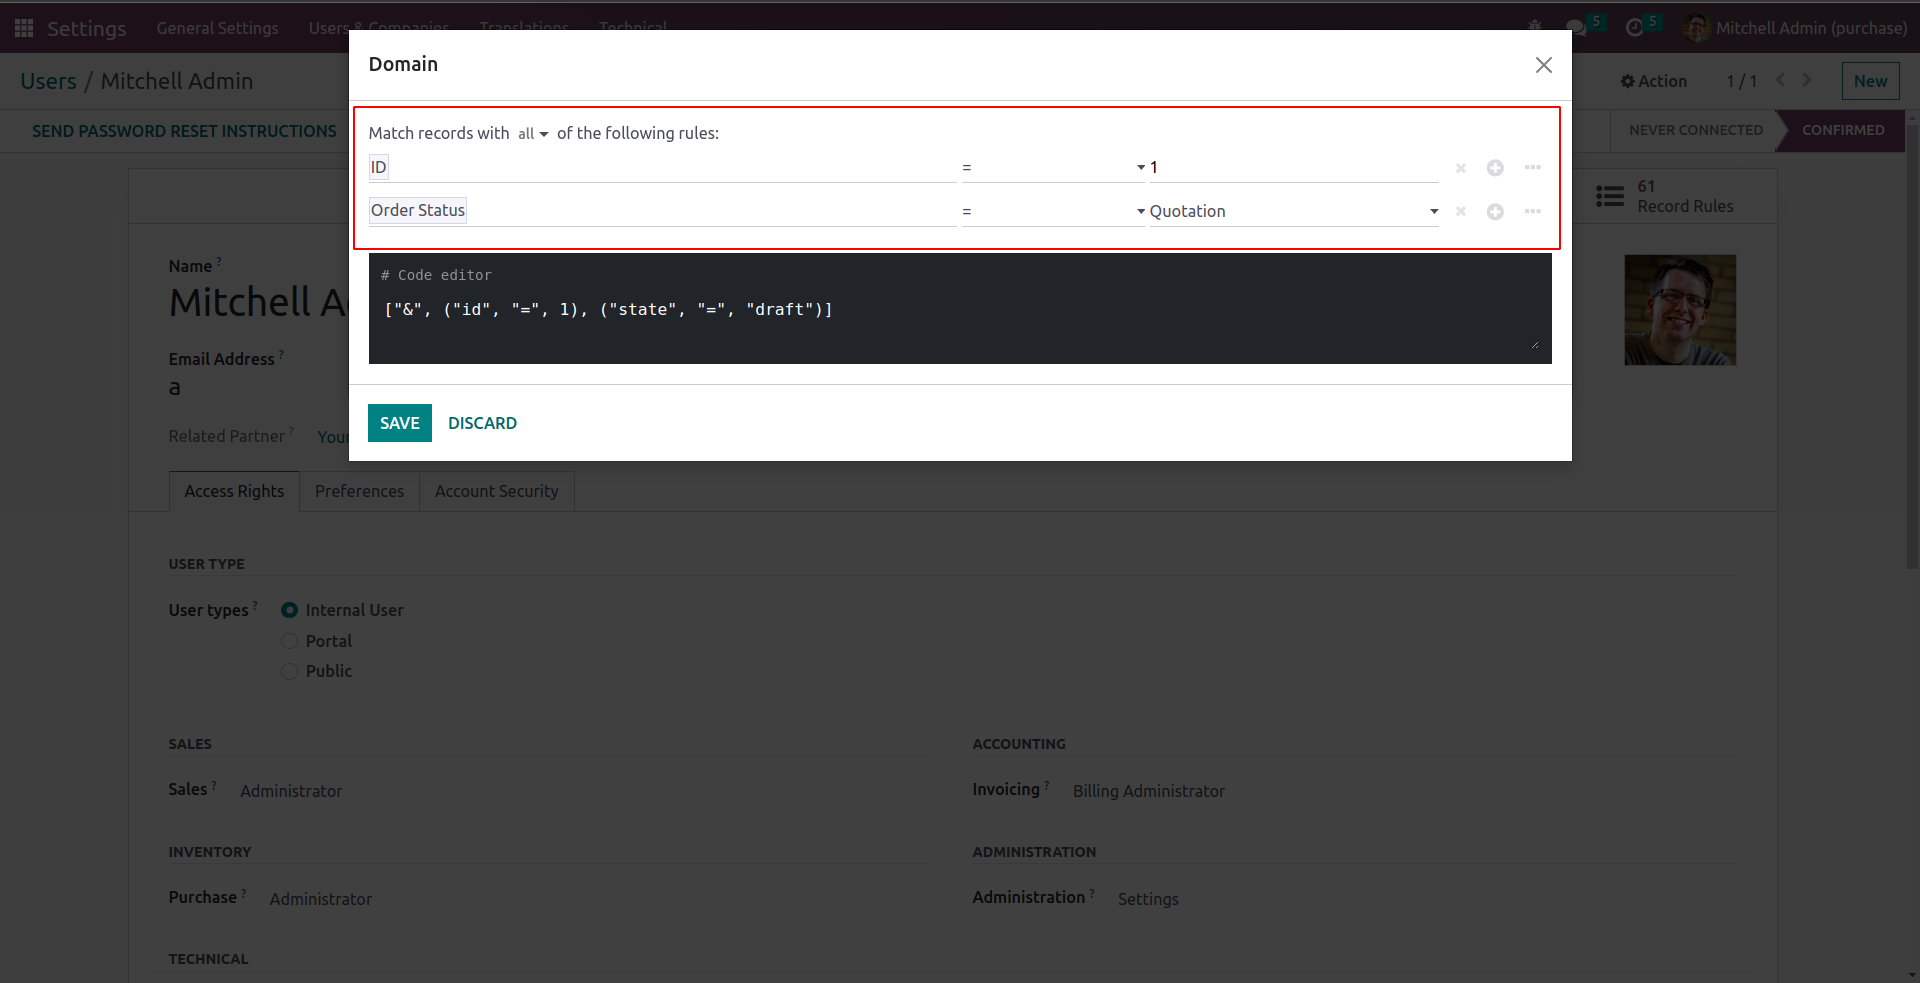 Settings General Settings Users & Companies Translations Technical 5 5 Mitchell Admin (purchase)
Users / Mitchell Admin Action 1 / 1 New
SEND PASSWORD RESET INSTRUCTIONS NEVER CONNECTED CONFIRMED
Domain
Match records with all of the following rules:
ID = 1
Order Status = Quotation
# Code editor
["&", ("id", "=", 1), ("state", "=", "draft")]
SAVE DISCARD
61
Record Rules
Name ?
Mitchell A
Email Address ?
a
Related Partner ? Your
Access Rights Preferences Account Security
USER TYPE
User types ? Internal User
Portal
Public
SALES ACCOUNTING
Sales ? Administrator Invoicing ? Billing Administrator
INVENTORY ADMINISTRATION
Purchase ? Administrator Administration ? Settings
TECHNICAL